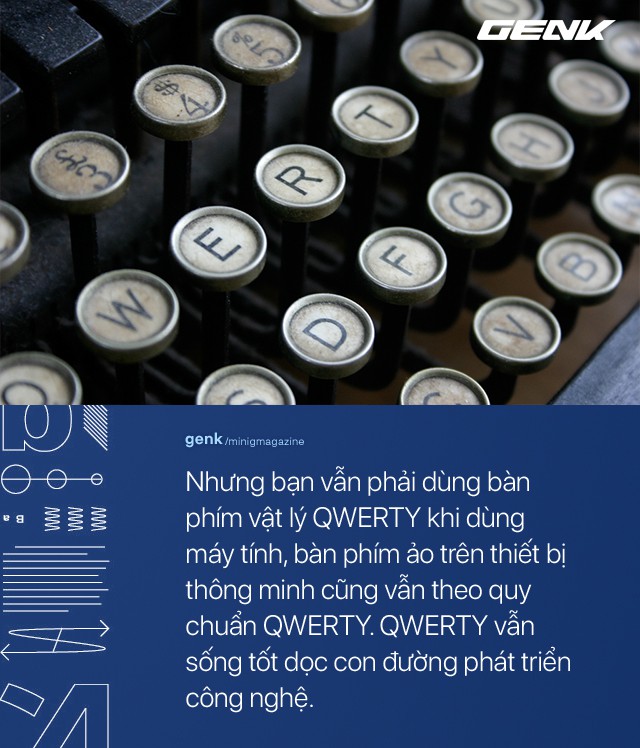 GENK
$ 4
% 5
Y
T
R
H
G
E
F
B
W
D
V
genk/minigmagazine
Nhưng bạn vẫn phải dùng bàn
phím vật lý QWERTY khi dùng
máy tính, bàn phím ảo trên thiết bị
thông minh cũng vẫn theo quy
chuẩn QWERTY. QWERTY vẫn
sống tốt dọc con đường phát triển
công nghệ.